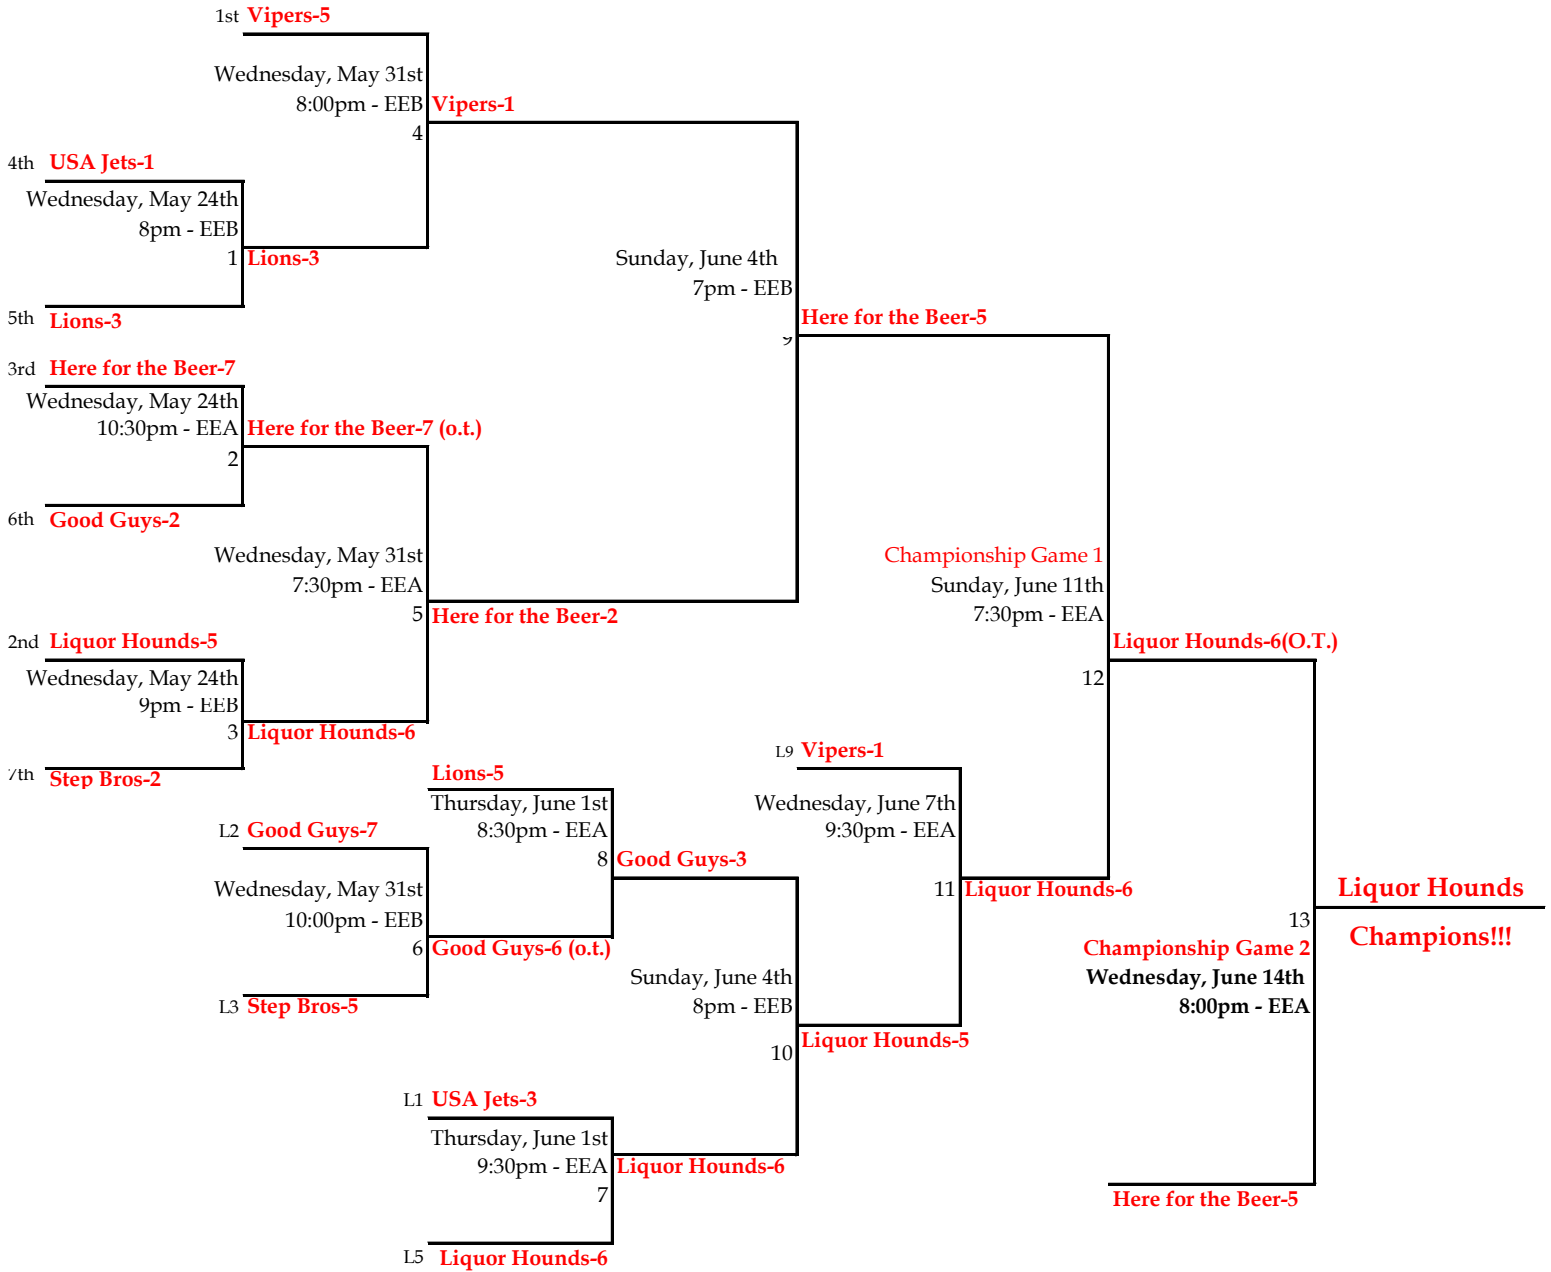 1st Vipers-5
Wednesday, May 31st
8:00pm - EEB
Vipers-1
4
4th USA Jets-1
Wednesday, May 24th
8pm - EEB
1
Lions-3
5th Lions-3
Sunday, June 4th
7pm - EEB
9
Here for the Beer-5
3rd Here for the Beer-7
Wednesday, May 24th
10:30pm - EEA
Here for the Beer-7 (o.t.)
2
6th Good Guys-2
Wednesday, May 31st
7:30pm - EEA
5
Here for the Beer-2
Championship Game 1
Sunday, June 11th
7:30pm - EEA
Liquor Hounds-6(O.T.)
12
2nd Liquor Hounds-5
Wednesday, May 24th
9pm - EEB
3
Liquor Hounds-6
7th Step Bros-2
Lions-5
Thursday, June 1st
8:30pm - EEA
8
Good Guys-3
L2 Good Guys-7
Wednesday, May 31st
10:00pm - EEB
6
Good Guys-6 (o.t.)
L3 Step Bros-5
L9 Vipers-1
Wednesday, June 7th
9:30pm - EEA
11
Liquor Hounds-6
Sunday, June 4th
8pm - EEB
10
Liquor Hounds-5
L1 USA Jets-3
Thursday, June 1st
9:30pm - EEA
7
Liquor Hounds-6
L5 Liquor Hounds-6
Liquor Hounds
13
Champions!!!
Championship Game 2
Wednesday, June 14th
8:00pm - EEA
Here for the Beer-5